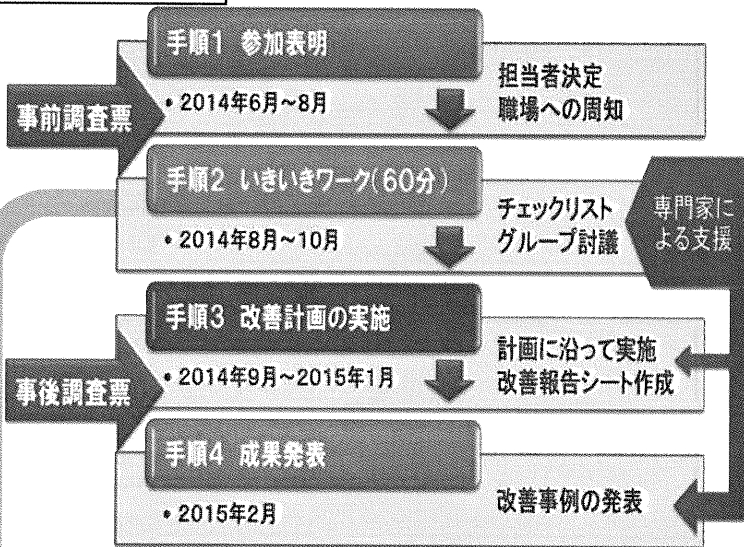 手順1 参加表明
• 2014年6月～8月
担当者決定
職場への周知
事前調査票
手順2 いきいきワーク(60分)
• 2014年8月～10月
チェックリスト
グループ討議
専門家に
よる支援
手順3 改善計画の実施
• 2014年9月～2015年1月
計画に沿って実施
改善報告シート作成
事後調査票
手順4 成果発表
• 2015年2月
改善事例の発表